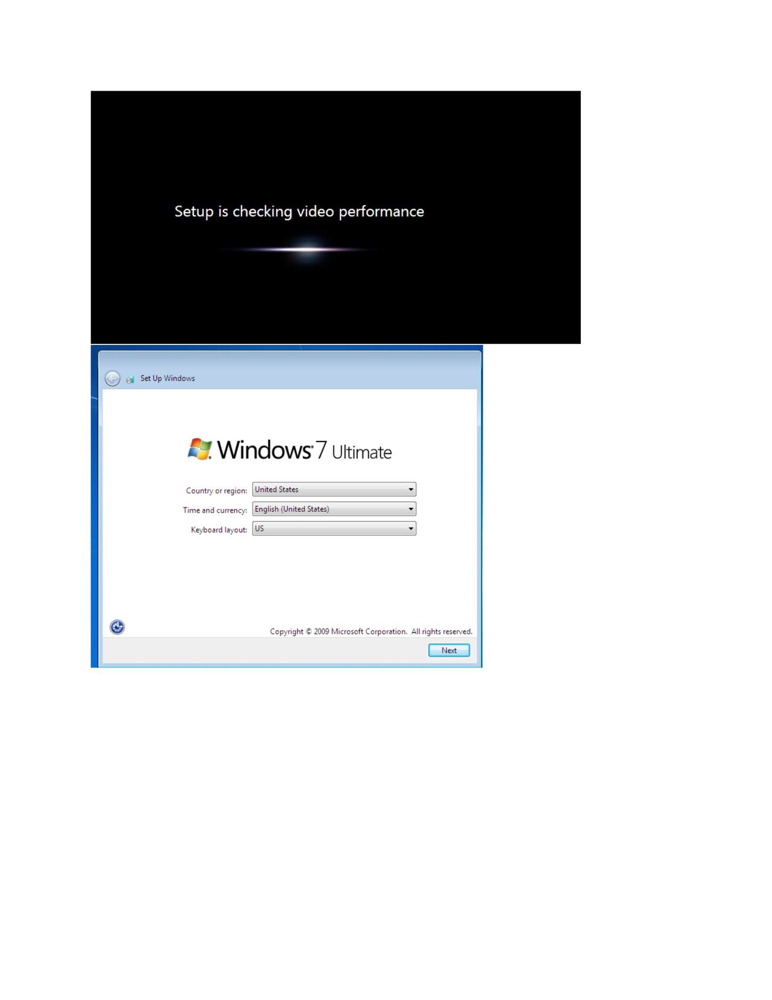 Setup is checking video performance
Set Up Windows
Windows® 7 Ultimate
Country or region: United States
Time and currency: English (United States)
Keyboard layout: US
Copyright © 2009 Microsoft Corporation.  All rights reserved.
Next